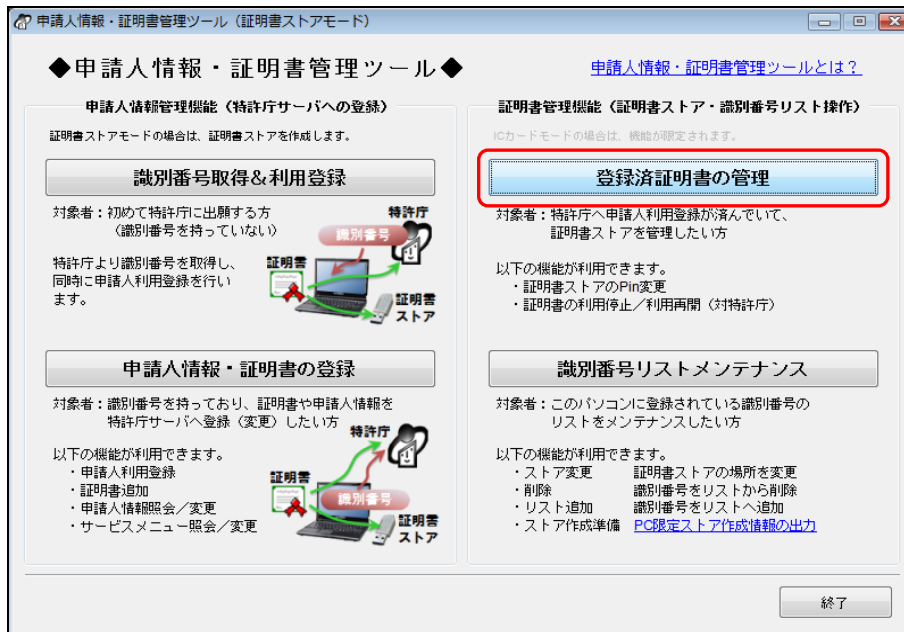 申請人情報・証明書管理ツール（証明書ストアモード）
◆申請人情報・証明書管理ツール◆
申請人情報・証明書管理ツールとは？
申請人情報管理機能（特許庁サーバへの登録）
証明書ストアモードの場合は、証明書ストアを作成します。
識別番号取得&利用登録
対象者：初めて特許庁に出願する方
（識別番号を持っていない）
特許庁より識別番号を取得し、
同時に申請人利用登録を行い
ます。
特許庁
識別番号
証明書
証明書
ストア
申請人情報・証明書の登録
対象者：識別番号を持っており、証明書や申請人情報を
特許庁サーバへ登録（変更）したい方
以下の機能が利用できます。
・申請人利用登録
・証明書追加
・申請人情報照会／変更
・サービスメニュー照会／変更
特許庁
証明書
識別番号
証明書
ストア
証明書管理機能（証明書ストア・識別番号リスト操作）
ICカードモードの場合は、機能が限定されます。
登録済証明書の管理
対象者：特許庁へ申請人利用登録が済んでいて、
証明書ストアを管理したい方
以下の機能が利用できます。
・証明書ストアのPin変更
・証明書の利用停止／利用再開（対特許庁）
識別番号リストメンテナンス
対象者：このパソコンに登録されている識別番号の
リストをメンテナンスしたい方
以下の機能が利用できます。
・ストア変更 証明書ストアの場所を変更
・削除 識別番号をリストから削除
・リスト追加 識別番号をリストへ追加
・ストア作成準備 PC限定ストア作成情報の出力
終了